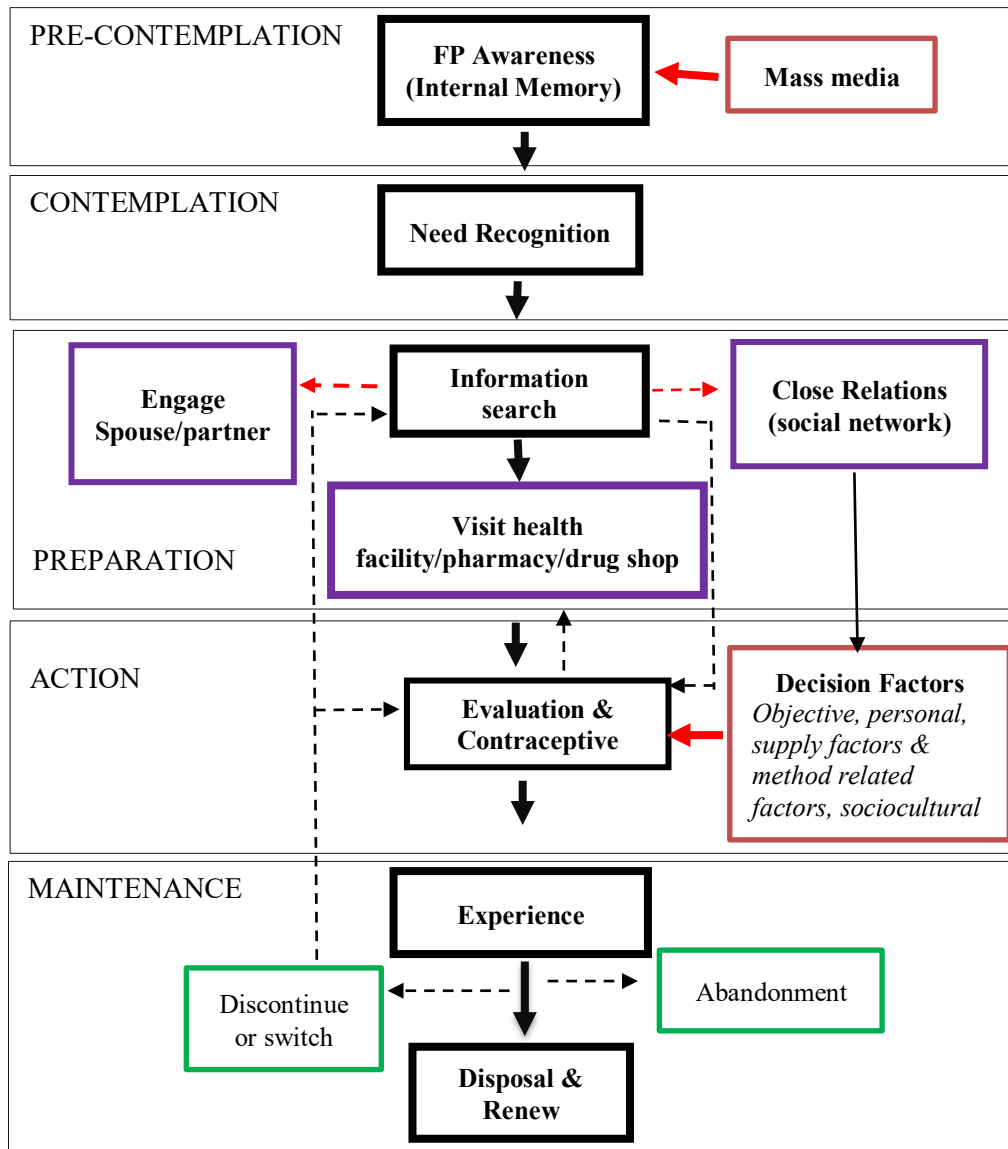 PRE-CONTEMPLATION
FP Awareness
(Internal Memory)
Mass media
CONTEMPLATION
Need Recognition
Engage
Spouse/partner
Information
search
Close Relations
(social network)
Visit health
facility/pharmacy/drug shop
PREPARATION
ACTION
Evaluation &
Contraceptive
Decision Factors
Objective, personal,
supply factors &
method related
factors, sociocultural
MAINTENANCE
Experience
Discontinue
or switch
Abandonment
Disposal &
Renew